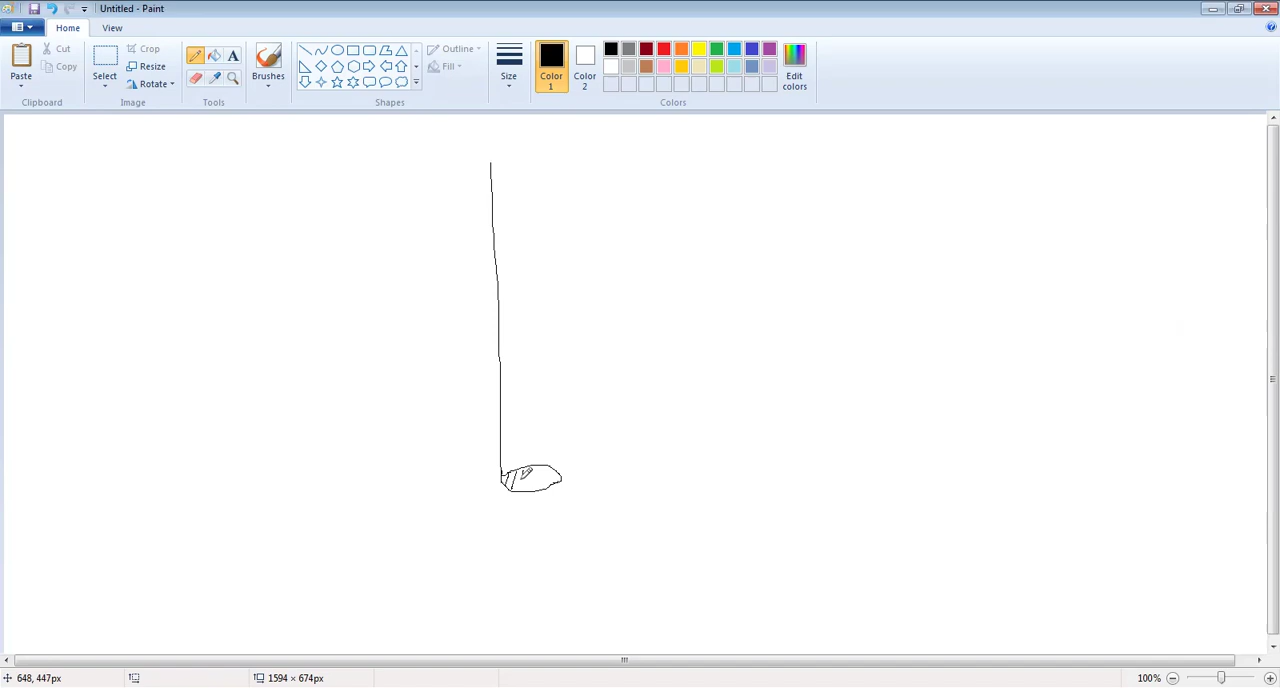 Untitled - Paint
Home View
Paste Cut Copy
Clipboard
Select Crop Resize Rotate
Image
A
Tools
Brushes
Outline Fill
Shapes
Size
Color 1
Color 2
Edit colors
Colors
648, 447px
1594 × 674px
100%